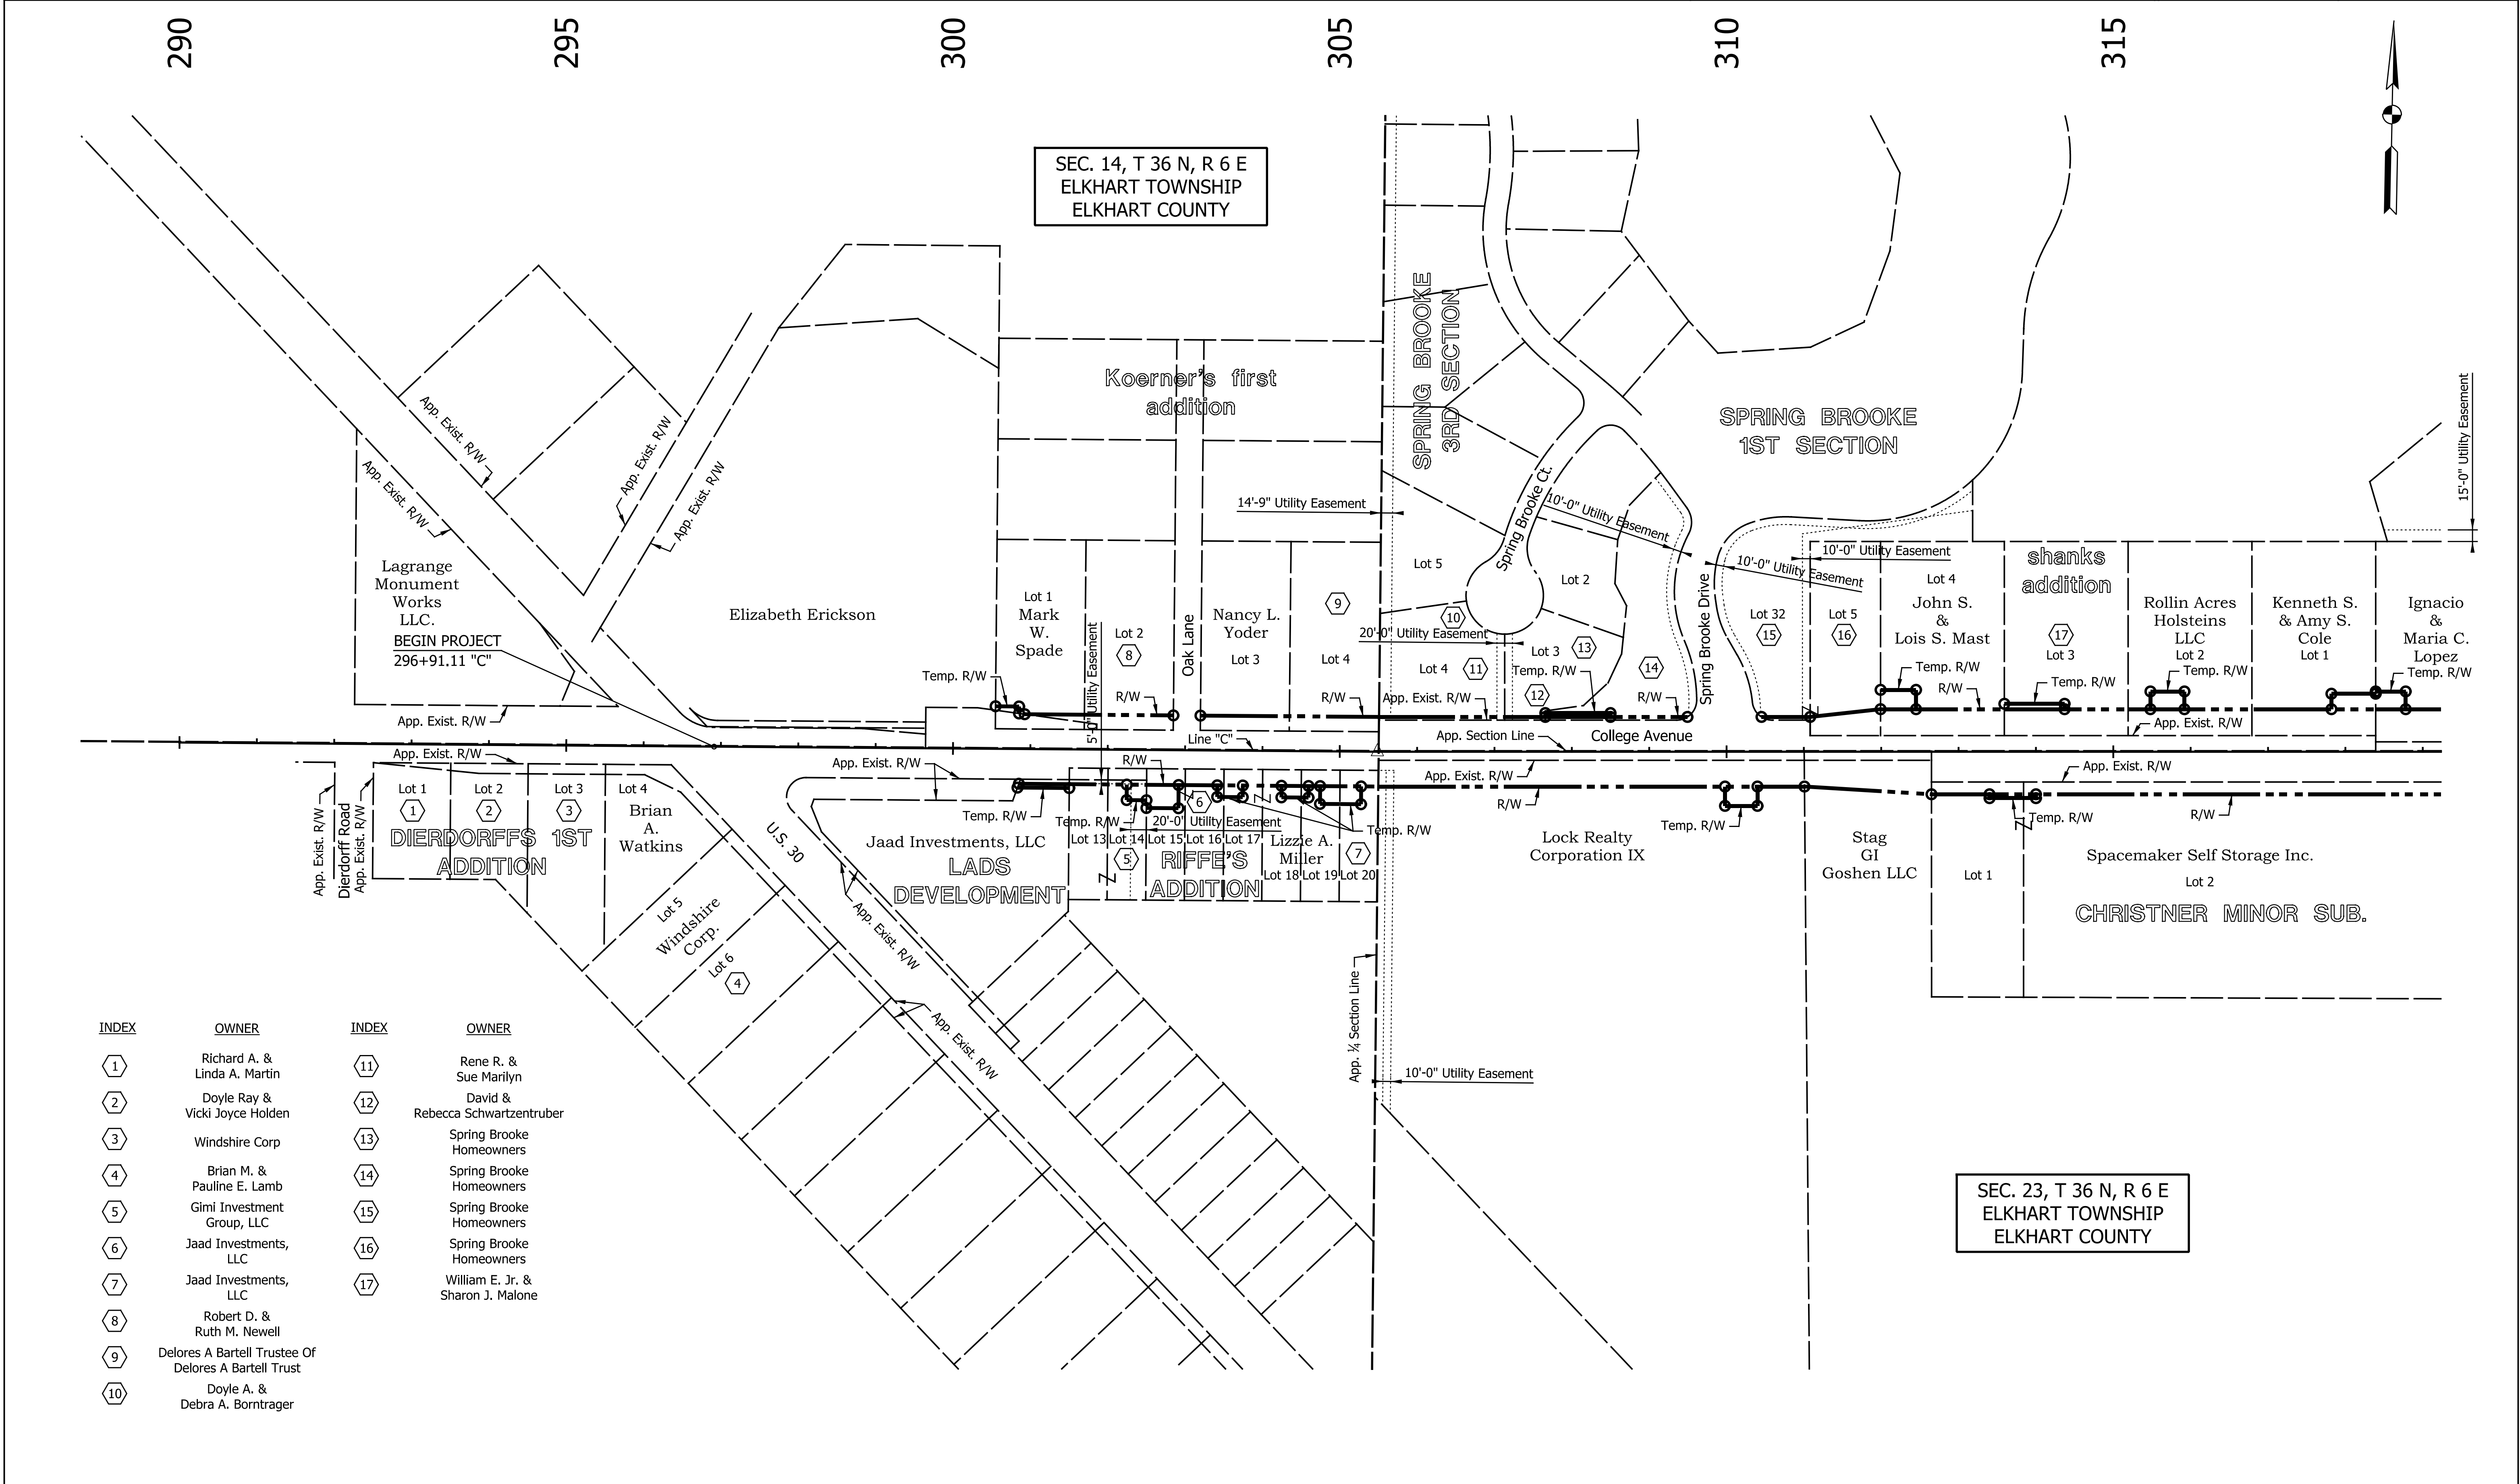 290
295
300
305
310
315
SEC. 14, T 36 N, R 6 E
ELKHART TOWNSHIP
ELKHART COUNTY
Koerner's first
addition
SPRING BROOKE
3RD SECTION
SPRING BROOKE
1ST SECTION
15'-0" Utility Easement
App. Exist. R/W
App. Exist. R/W
App. Exist. R/W
App. Exist. R/W
14'-9" Utility Easement
Spring Brooke Ct.
10'-0" Utility Easement
10'-0" Utility Easement
10'-0" Utility Easement
shanks
addition
Lagrange
Monument
Works
LLC.
BEGIN PROJECT
296+91.11 "C"
App. Exist. R/W
Elizabeth Erickson
Lot 1
Mark
W.
Spade
Temp. R/W
5'-0" Utility Easement
Lot 2
8
R/W
Oak Lane
Nancy L.
Yoder
Lot 3
9
Lot 4
R/W
Lot 5
10
20'-0" Utility Easement
Lot 4
11
App. Exist. R/W
Lot 2
Lot 3
13
Temp. R/W
12
14
R/W
Spring Brooke Drive
Lot 32
15
Lot 5
16
Lot 4
John S.
&
Lois S. Mast
Temp. R/W
R/W
17
Lot 3
Temp. R/W
Rollin Acres
Holsteins
LLC
Lot 2
Temp. R/W
App. Exist. R/W
Kenneth S.
& Amy S.
Cole
Lot 1
Ignacio
&
Maria C.
Lopez
Temp. R/W
Line "C"
App. Section Line
College Avenue
App. Exist. R/W
App. Exist. R/W
R/W
App. Exist. R/W
App. Exist. R/W
App. Exist. R/W
Dierdorff Road
App. Exist. R/W
Lot 1
1
Lot 2
2
Lot 3
3
Lot 4
Brian
A.
Watkins
DIERDORFFS 1ST
ADDITION
U.S. 30
Jaad Investments, LLC
LADS
DEVELOPMENT
Temp. R/W
Temp. R/W
20'-0" Utility Easement
6
Lot 13
Lot 14
Lot 15
Lot 16
Lot 17
5
RIFFE'S
ADDITION
Lizzie A.
Miller
Lot 18
Lot 19
Lot 20
7
Temp. R/W
R/W
Lock Realty
Corporation IX
Temp. R/W
Stag
GI
Goshen LLC
Temp. R/W
R/W
Lot 1
Spacemaker Self Storage Inc.
Lot 2
CHRISTNER MINOR SUB.
Lot 5
Windshire
Corp.
Lot 6
4
App. Exist. R/W
App. Exist. R/W
App. ¼ Section Line
10'-0" Utility Easement
SEC. 23, T 36 N, R 6 E
ELKHART TOWNSHIP
ELKHART COUNTY
INDEX OWNER INDEX OWNER
1
Richard A. &
Linda A. Martin
2
Doyle Ray &
Vicki Joyce Holden
3
Windshire Corp
4
Brian M. &
Pauline E. Lamb
5
Gimi Investment
Group, LLC
6
Jaad Investments,
LLC
7
Jaad Investments,
LLC
8
Robert D. &
Ruth M. Newell
9
Delores A Bartell Trustee Of
Delores A Bartell Trust
10
Doyle A. &
Debra A. Borntrager
11
Rene R. &
Sue Marilyn
12
David &
Rebecca Schwartzentruber
13
Spring Brooke
Homeowners
14
Spring Brooke
Homeowners
15
Spring Brooke
Homeowners
16
Spring Brooke
Homeowners
17
William E. Jr. &
Sharon J. Malone